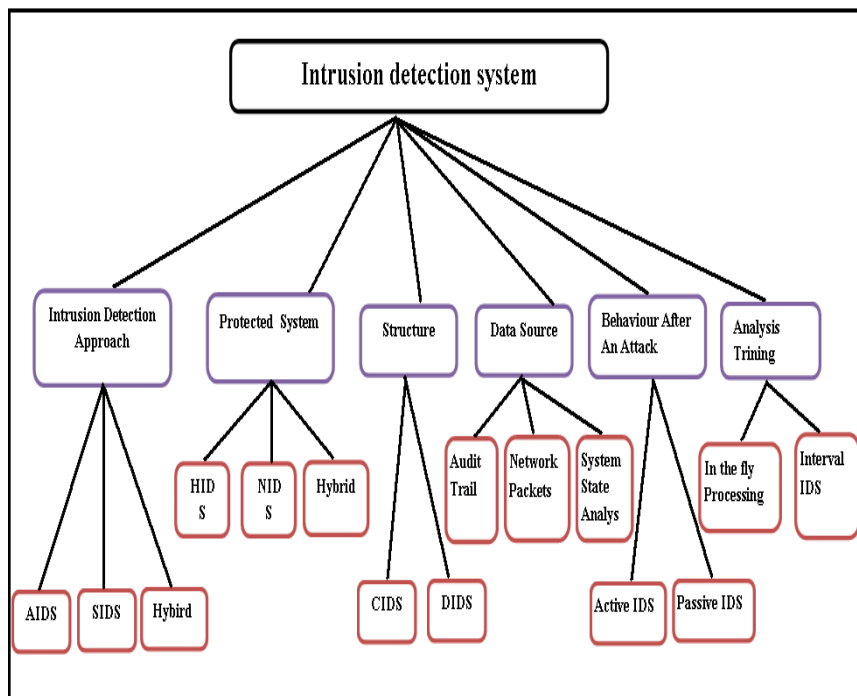 Intrusion detection system
Intrusion Detection
Approach
Protected System
Structure
Data Source
Behaviour After
An Attack
Analysis
Trining
HID
S
NID
S
Hybrid
Audit
Trail
Network
Packets
System
State
Analys
In the fly
Processing
Interval
IDS
AIDS
SIDS
Hybird
CIDS
DIDS
Active IDS
Passive IDS